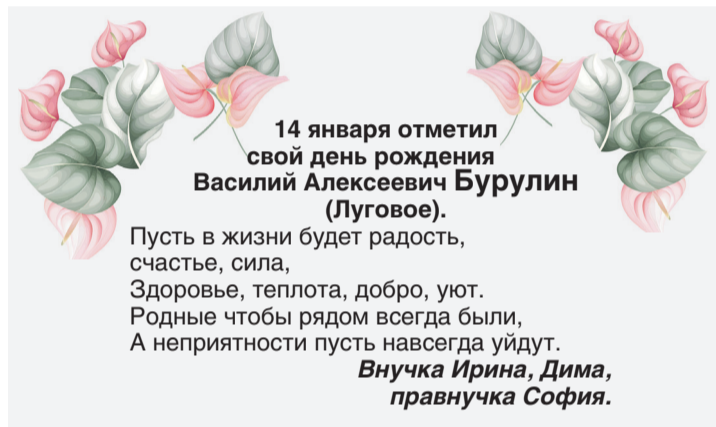 14 января отметил
свой день рождения
Василий Алексеевич Бурулин
(Луговое).
Пусть в жизни будет радость,
счастье, сила,
Здоровье, теплота, добро, уют.
Родные чтобы рядом всегда были,
А неприятности пусть навсегда уйдут.
Внучка Ирина, Дима,
правнучка София.